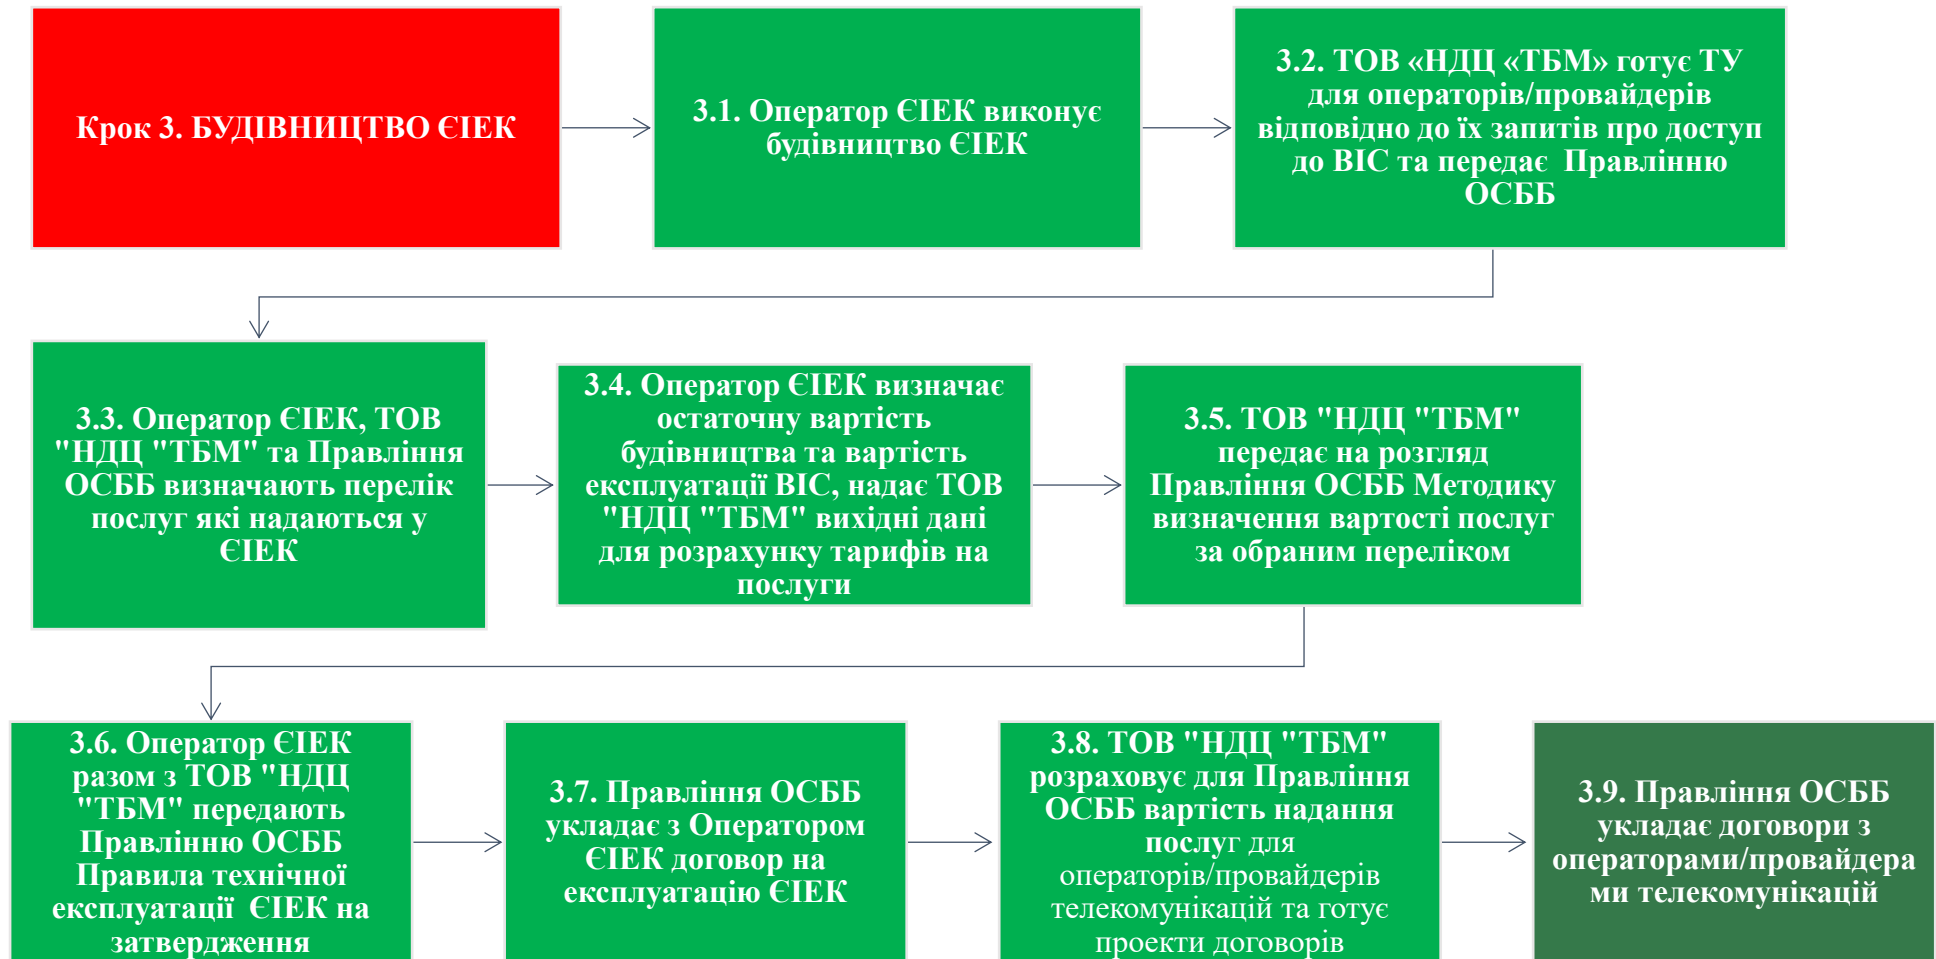 Крок 3. БУДІВНИЦТВО ЄІЕК
3.1. Оператор ЄІЕК виконує
будівництво ЄІЕК
3.2. ТОВ «НДЦ «ТБМ» готує ТУ
для операторів/провайдерів
відповідно до їх запитів про доступ
до ВІС та передає Правлінню
ОСББ
3.3. Оператор ЄІЕК, ТОВ
"НДЦ "ТБМ" та Правління
ОСББ визначають перелік
послуг які надаються у
ЄІЕК
3.4. Оператор ЄІЕК визначає
остаточну вартість
будівництва та вартість
експлуатації ВІС, надає ТОВ
"НДЦ "ТБМ" вихідні дані
для розрахунку тарифів на
послуги
3.5. ТОВ "НДЦ "ТБМ"
передає на розгляд
Правління ОСББ Методику
визначення вартості послуг
за обраним переліком
3.6. Оператор ЄІЕК
разом з ТОВ "НДЦ
"ТБМ" передають
Правлінню ОСББ
Правила технічної
експлуатації ЄІЕК на
затвердження
3.7. Правління ОСББ
укладає з Оператором
ЄІЕК договор на
експлуатацію ЄІЕК
3.8. ТОВ "НДЦ "ТБМ"
розраховує для Правління
ОСББ вартість надання
послуг для
операторів/провайдерів
телекомунікацій та готує
проекти договорів
3.9. Правління ОСББ
укладає договори з
операторами/провайдера
ми телекомунікацій